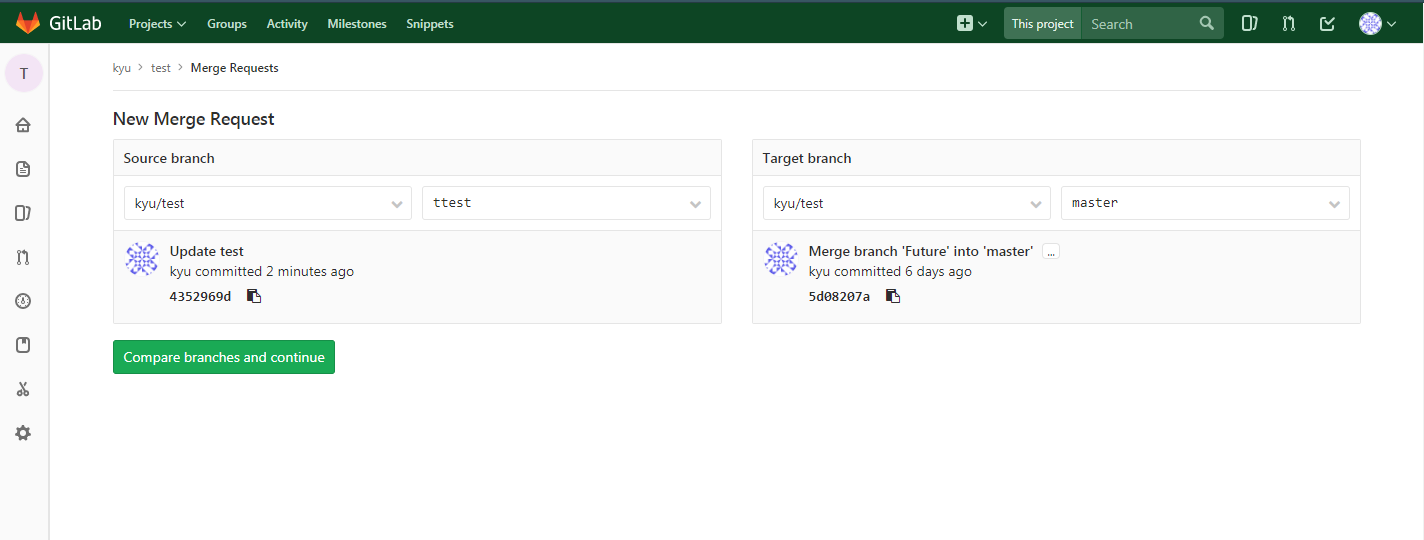 GitLab Projects Groups Activity Milestones Snippets This project Search
T
kyu > test > Merge Requests
New Merge Request
Source branch
kyu/test ttest
Update test
kyu committed 2 minutes ago
4352969d
Target branch
kyu/test master
Merge branch 'Future' into 'master' ...
kyu committed 6 days ago
5d08207a
Compare branches and continue